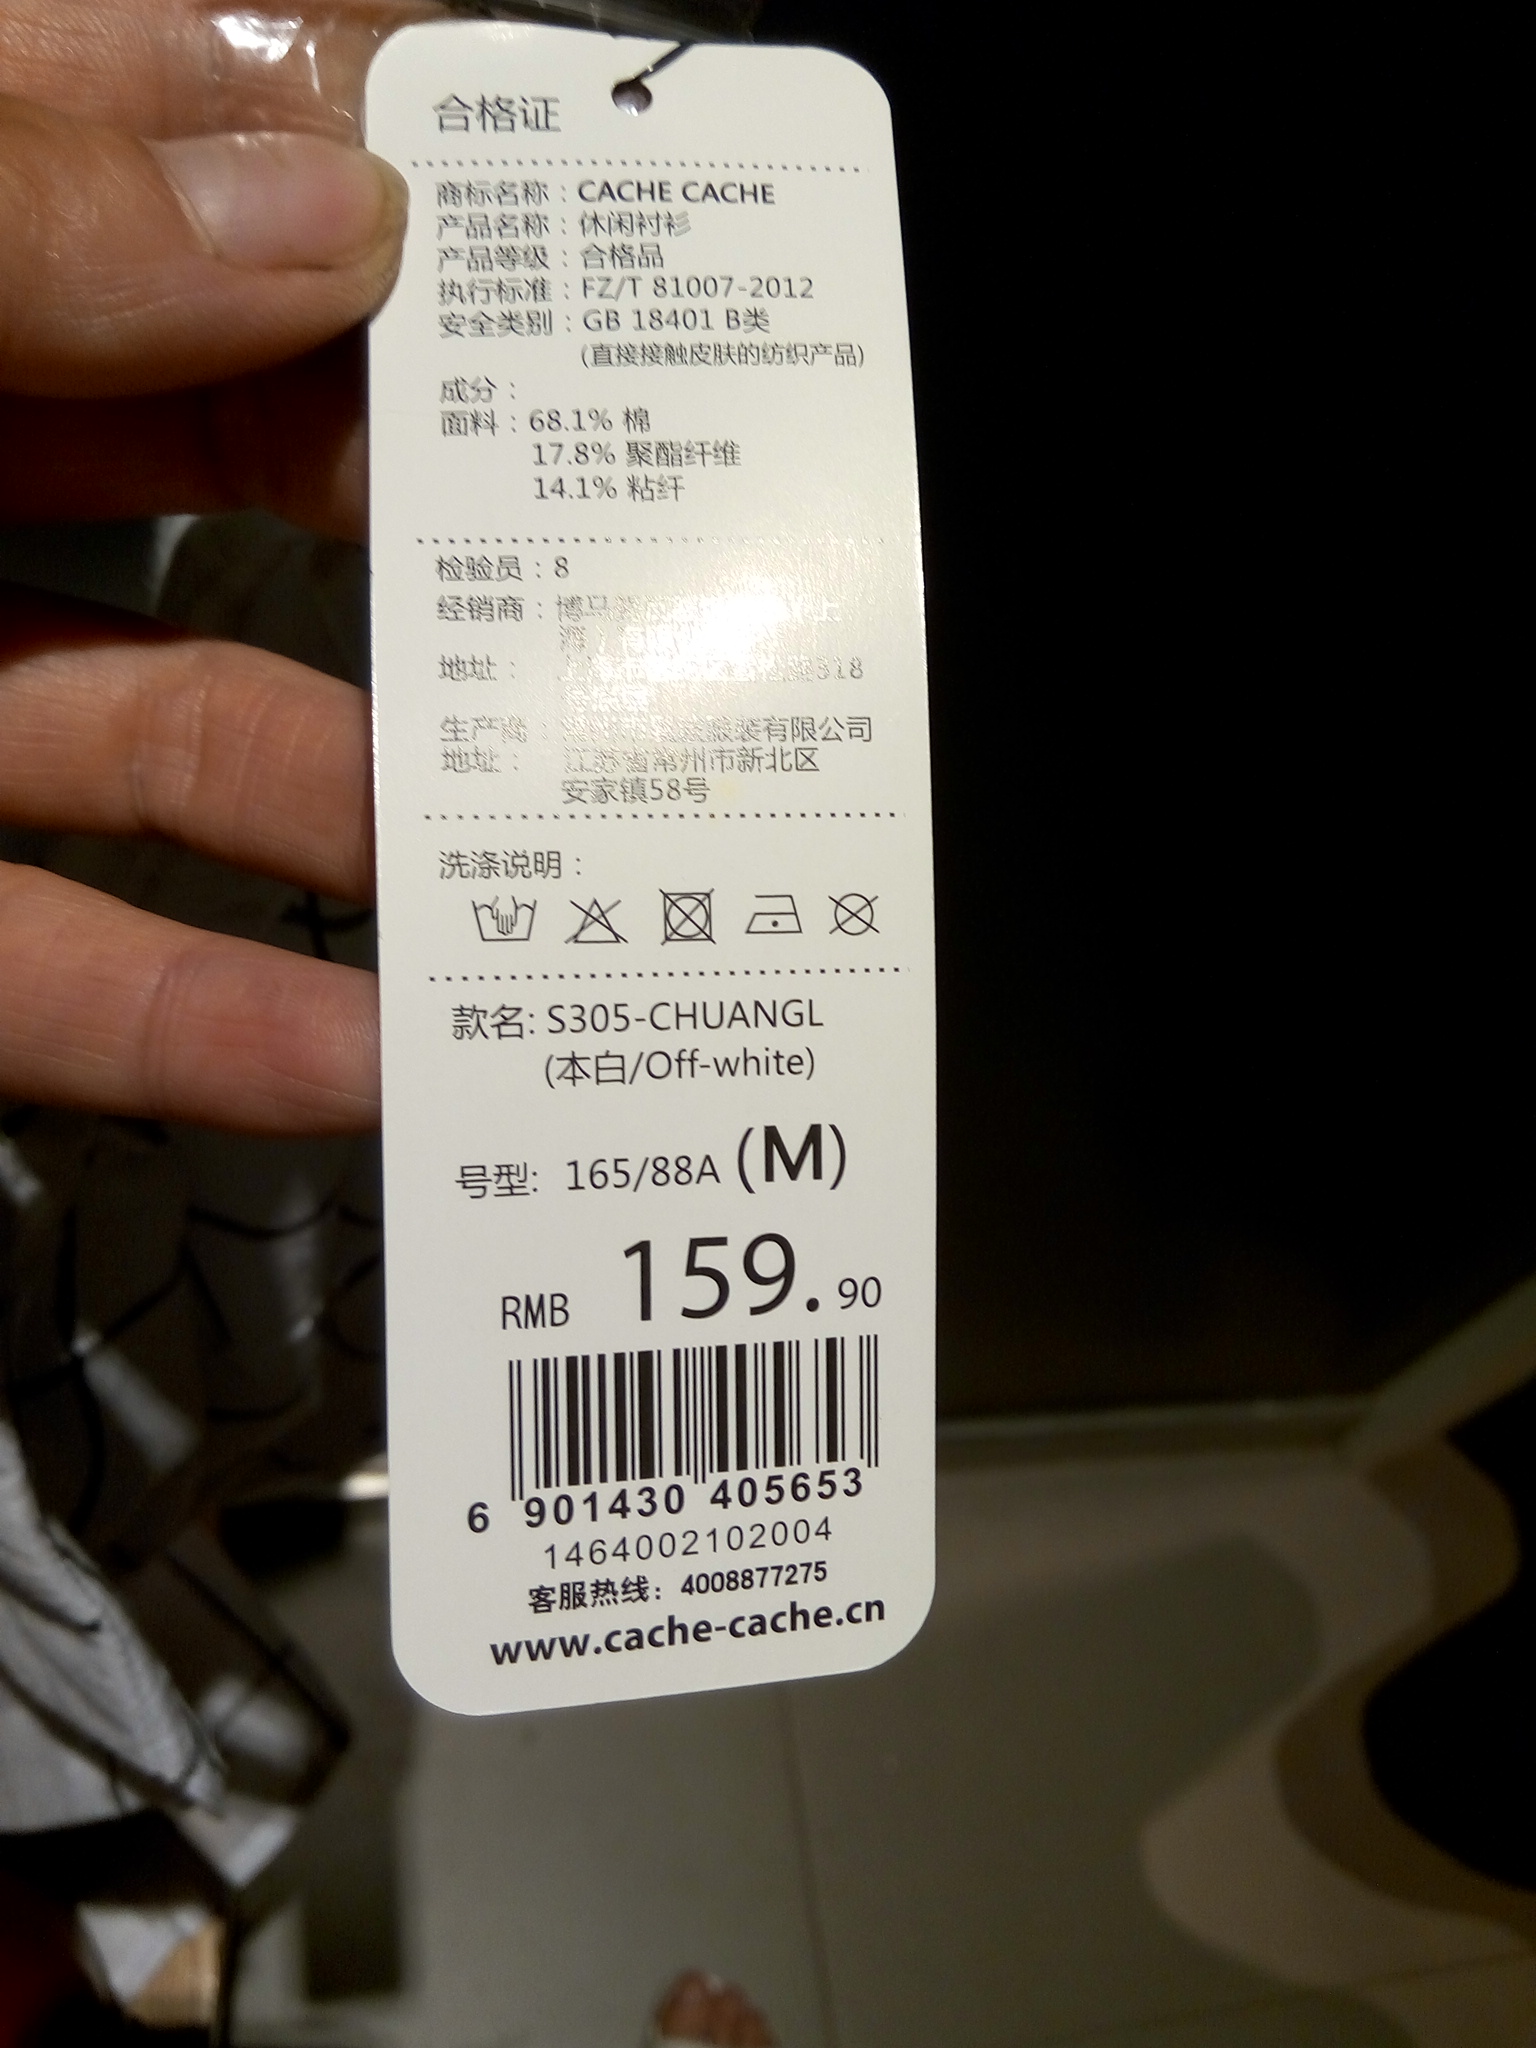 合格证
商标名称：CACHE CACHE
产品名称：休闲衬衫
产品等级：合格品
执行标准：FZ/T 81007-2012
安全类别：GB 18401 B类
(直接接触皮肤的纺织产品)
成分：
面料：68.1% 棉
17.8% 聚酯纤维
14.1% 粘纤
检验员：8
经销商：博马
地址： 318
生产商： 服装有限公司
地址： 江苏省常州市新北区
安家镇58号
洗涤说明：
款名: S305-CHUANGL
(本白/Off-white)
号型: 165/88A (M)
RMB 159.90
6 901430 405653
1464002102004
客服热线：4008877275
www.cache-cache.cn